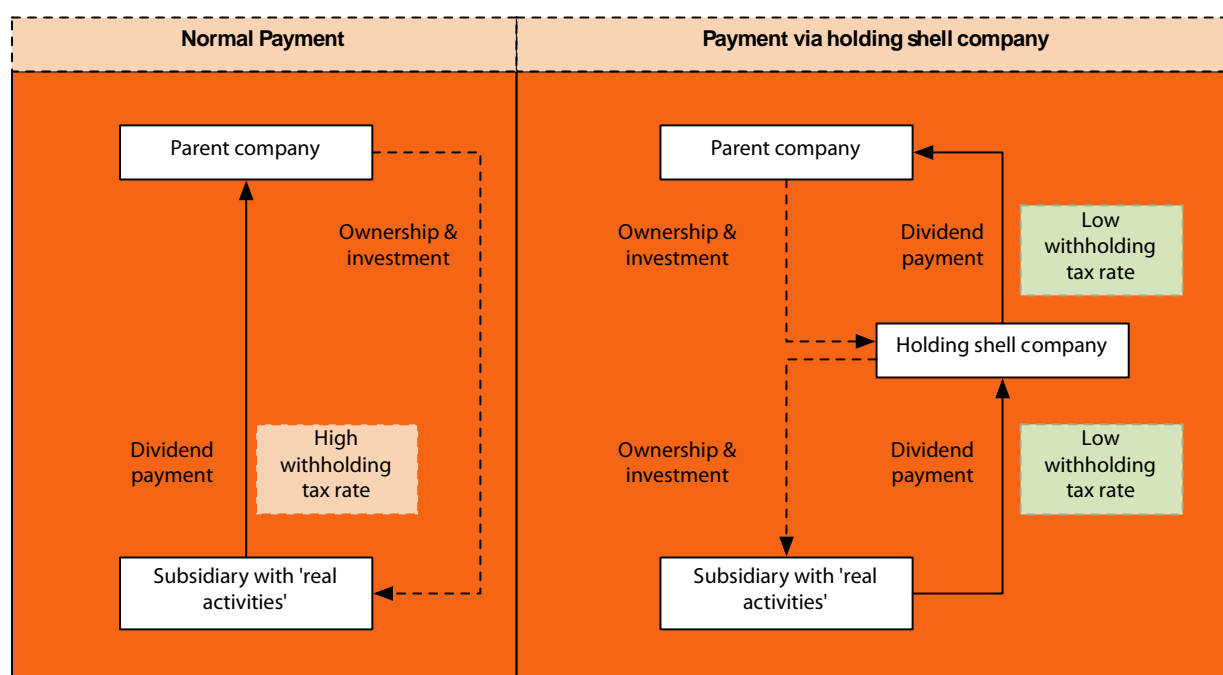 Normal Payment
Parent company
Ownership &
investment
Dividend
payment
High
withholding
tax rate
Subsidiary with 'real
activities'
Payment via holding shell company
Parent company
Ownership &
investment
Dividend
payment
Low
withholding
tax rate
Holding shell company
Ownership &
investment
Dividend
payment
Low
withholding
tax rate
Subsidiary with 'real
activities'